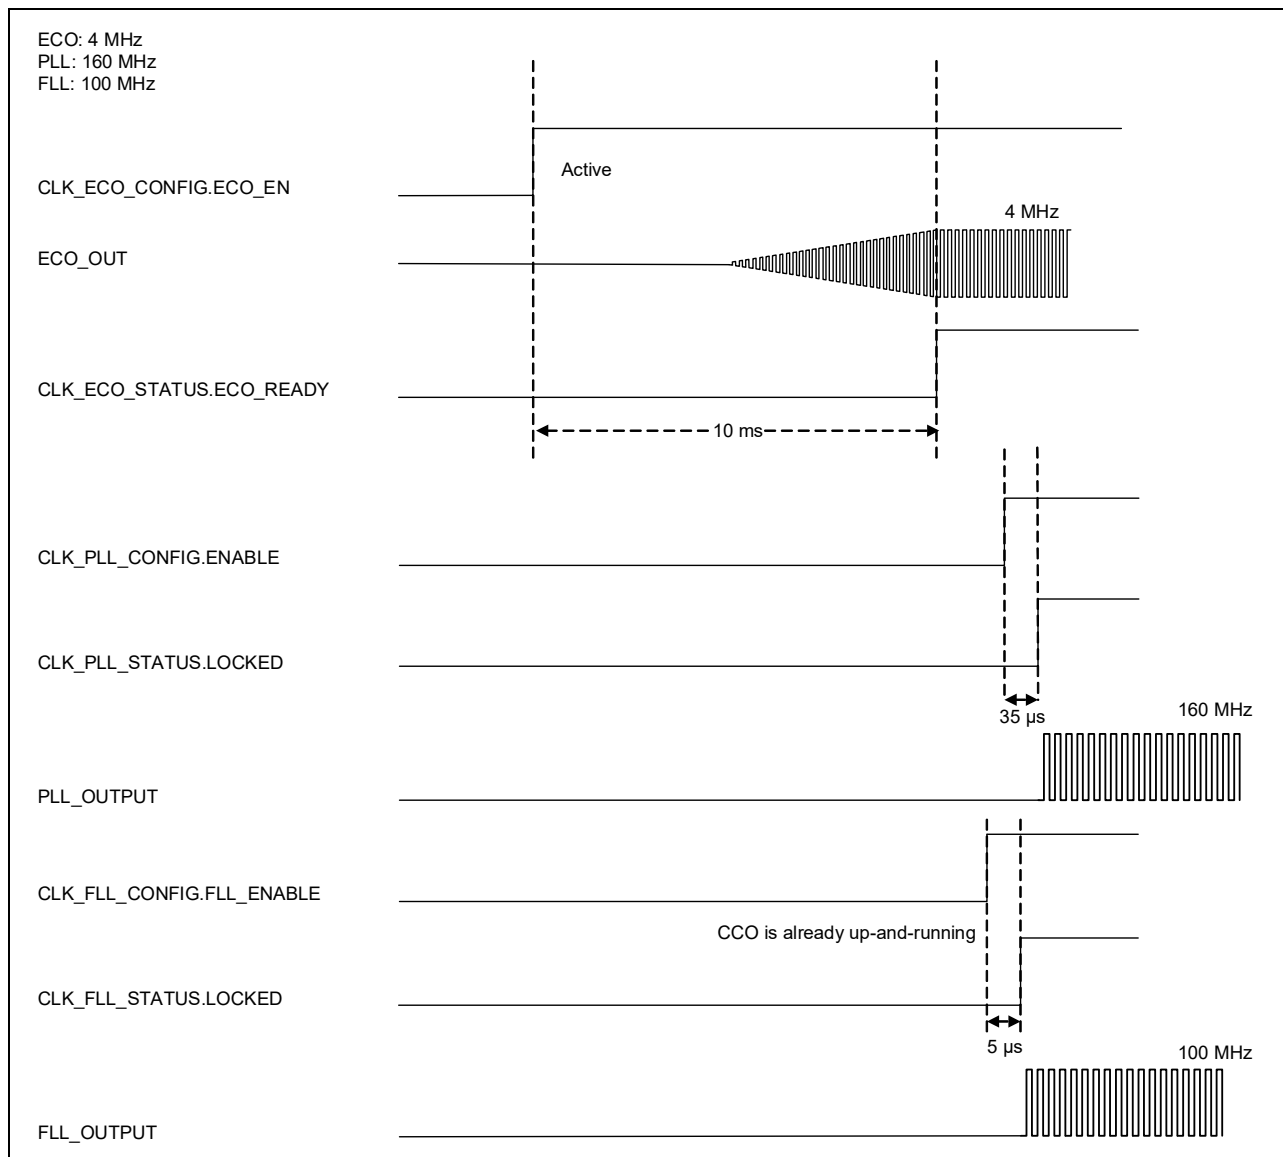 ECO: 4 MHz
PLL: 160 MHz
FLL: 100 MHz
Active
CLK_ECO_CONFIG.ECO_EN
4 MHz
ECO_OUT
CLK_ECO_STATUS.ECO_READY
10 ms
CLK_PLL_CONFIG.ENABLE
CLK_PLL_STATUS.LOCKED
35 µs
160 MHz
PLL_OUTPUT
CLK_FLL_CONFIG.FLL_ENABLE
CCO is already up-and-running
CLK_FLL_STATUS.LOCKED
5 µs
100 MHz
FLL_OUTPUT